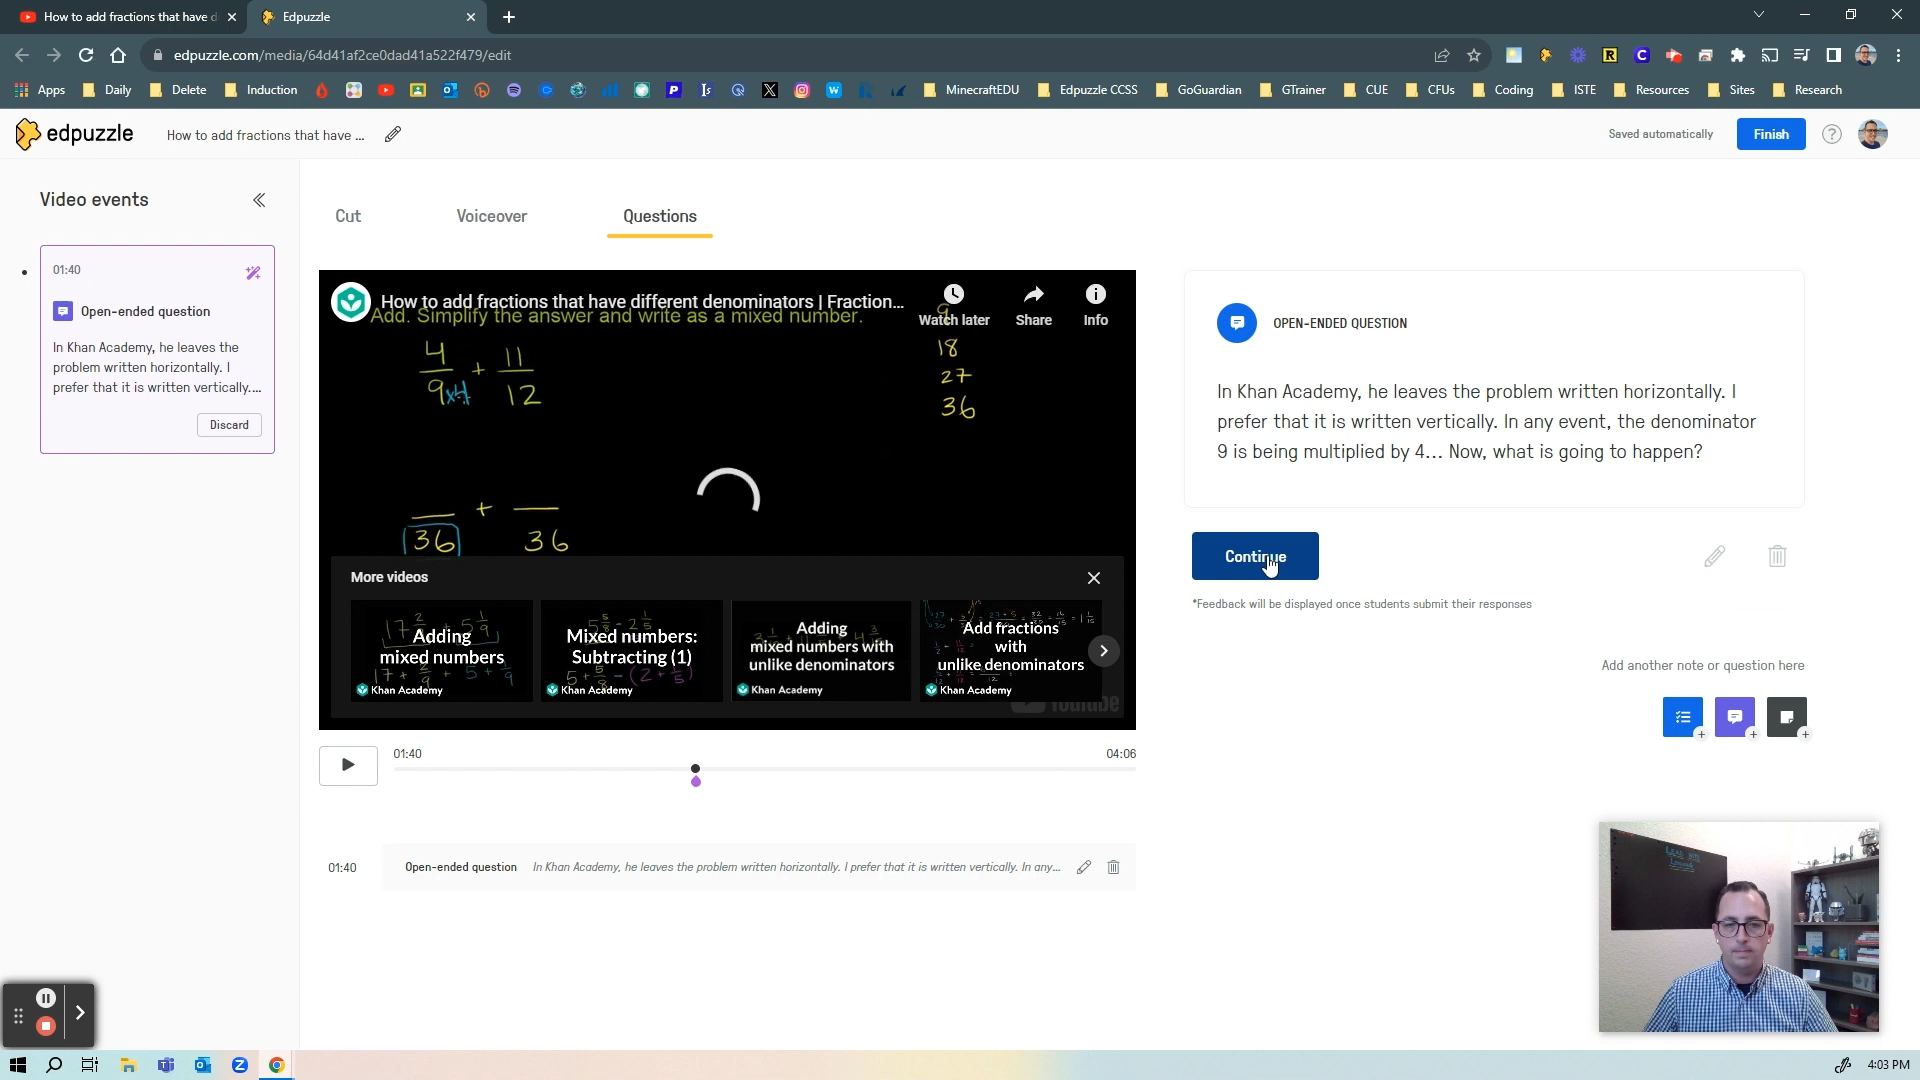 How to add fractions that have d
Edpuzzle
edpuzzle.com/media/64d41af2ce0dad41a522f479/edit
Apps
Daily
Delete
Induction
MinecraftEDU
Edpuzzle CCSS
GoGuardian
GTrainer
CUE
CFUs
Coding
ISTE
Resources
Sites
Research
edpuzzle
How to add fractions that have ...
Saved automatically
Finish
Video events
Cut
Voiceover
Questions
01:40
Open-ended question
In Khan Academy, he leaves the
problem written horizontally. I
prefer that it is written vertically....
Discard
How to add fractions that have different denominators | Fraction...
Watch later
Share
Info
Add. Simplify the answer and write as a mixed number.
4/9 x4 + 11/12
9
18
27
36
+
36 36
More videos
Adding
mixed numbers
Khan Academy
Mixed numbers:
Subtracting (1)
Khan Academy
Adding
mixed numbers with
unlike denominators
Khan Academy
Add fractions
with
unlike denominators
Khan Academy
YouTube
01:40
04:06
01:40 Open-ended question In Khan Academy, he leaves the problem written horizontally. I prefer that it is written vertically. In any...
OPEN-ENDED QUESTION
In Khan Academy, he leaves the problem written horizontally. I
prefer that it is written vertically. In any event, the denominator
9 is being multiplied by 4... Now, what is going to happen?
Continue
*Feedback will be displayed once students submit their responses
Add another note or question here
4:03 PM